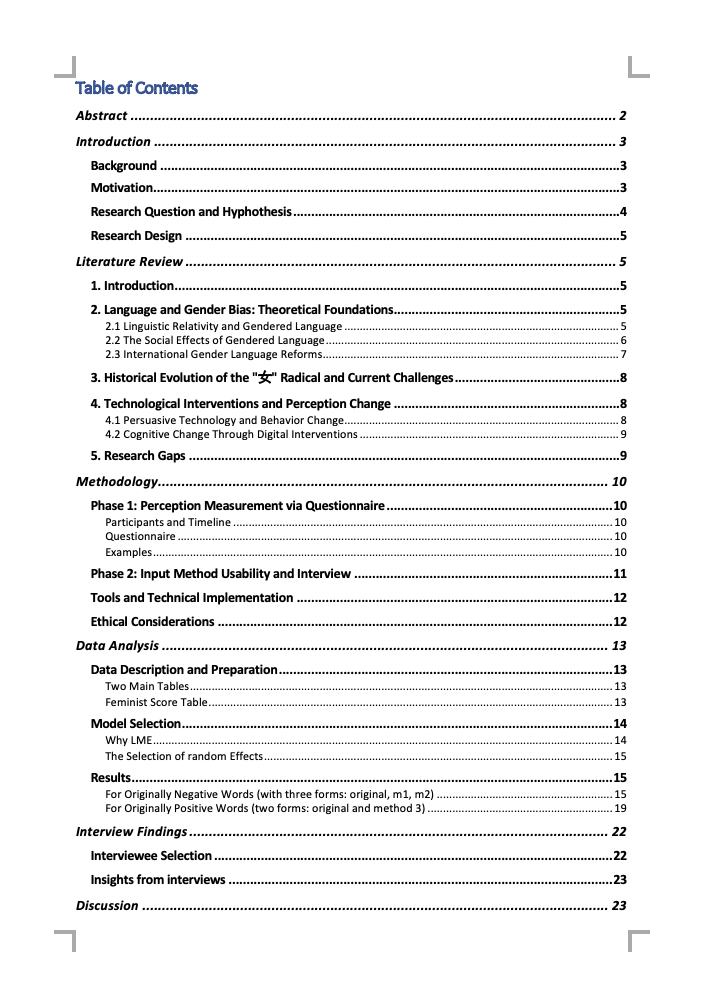 Table of Contents
Abstract ... 2
Introduction ... 3
Background ... 3
Motivation... 3
Research Question and Hyphothesis... 4
Research Design ... 5
Literature Review ... 5
1. Introduction... 5
2. Language and Gender Bias: Theoretical Foundations... 5
2.1 Linguistic Relativity and Gendered Language ... 5
2.2 The Social Effects of Gendered Language... 6
2.3 International Gender Language Reforms... 7
3. Historical Evolution of the "女" Radical and Current Challenges... 8
4. Technological Interventions and Perception Change ... 8
4.1 Persuasive Technology and Behavior Change... 8
4.2 Cognitive Change Through Digital Interventions ... 9
5. Research Gaps ... 9
Methodology... 10
Phase 1: Perception Measurement via Questionnaire ... 10
Participants and Timeline ... 10
Questionnaire ... 10
Examples... 10
Phase 2: Input Method Usability and Interview ... 11
Tools and Technical Implementation ... 12
Ethical Considerations ... 12
Data Analysis ... 13
Data Description and Preparation... 13
Two Main Tables... 13
Feminist Score Table... 13
Model Selection... 14
Why LME... 14
The Selection of random Effects... 15
Results... 15
For Originally Negative Words (with three forms: original, m1, m2) ... 15
For Originally Positive Words (two forms: original and method 3) ... 19
Interview Findings ... 22
Interviewee Selection ... 22
Insights from interviews ... 23
Discussion ... 23